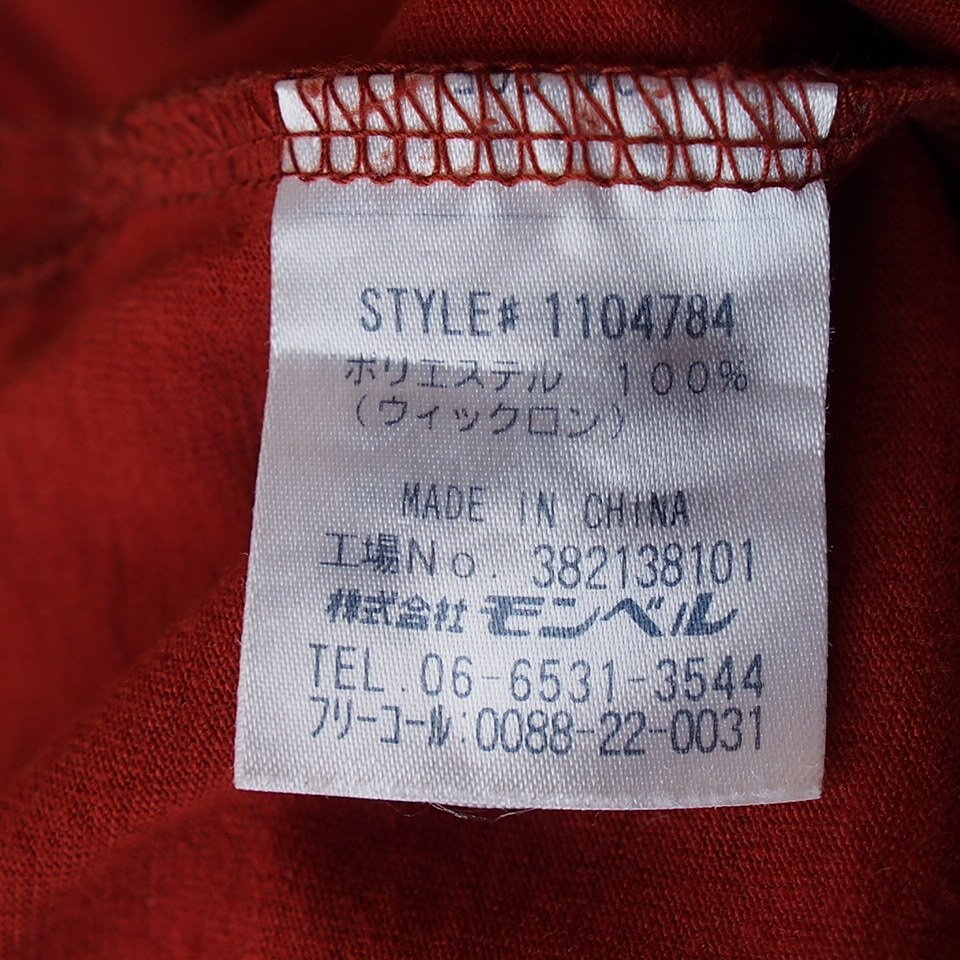 STYLE# 1104784
ポリエステル 100%
(ウィックロン)
MADE IN CHINA
工場No. 382138101
株式会社 モンベル
TEL.06-6531-3544
フリーコール:0088-22-0031